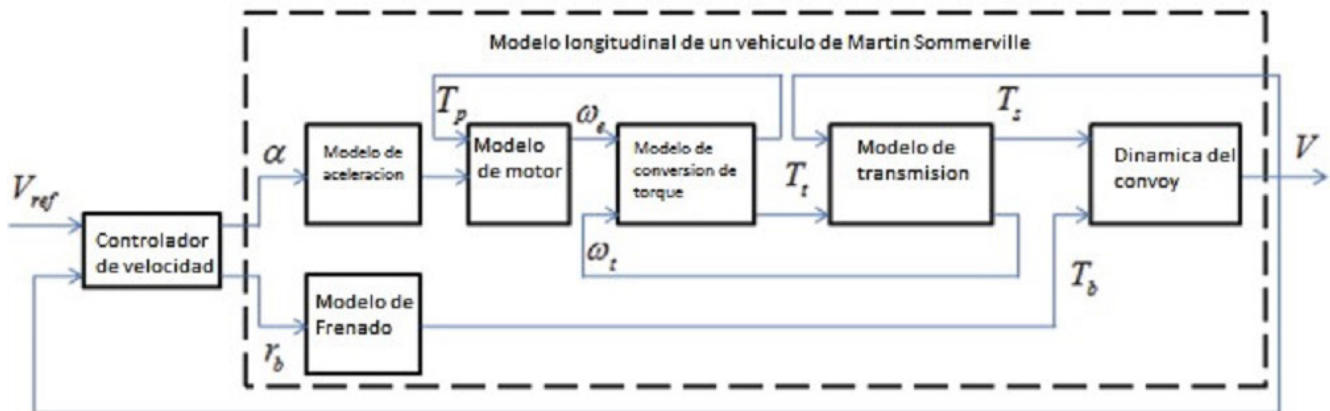 Modelo longitudinal de un vehiculo de Martin Sommerville
T_p
ω_e
T_s
α
Modelo de
aceleracion
Modelo
de motor
Modelo de
conversion de
torque
T_t
Modelo de
transmision
Dinamica del
convoy
V
V_ref
Controlador
de velocidad
ω_t
T_b
Modelo de
Frenado
r_b